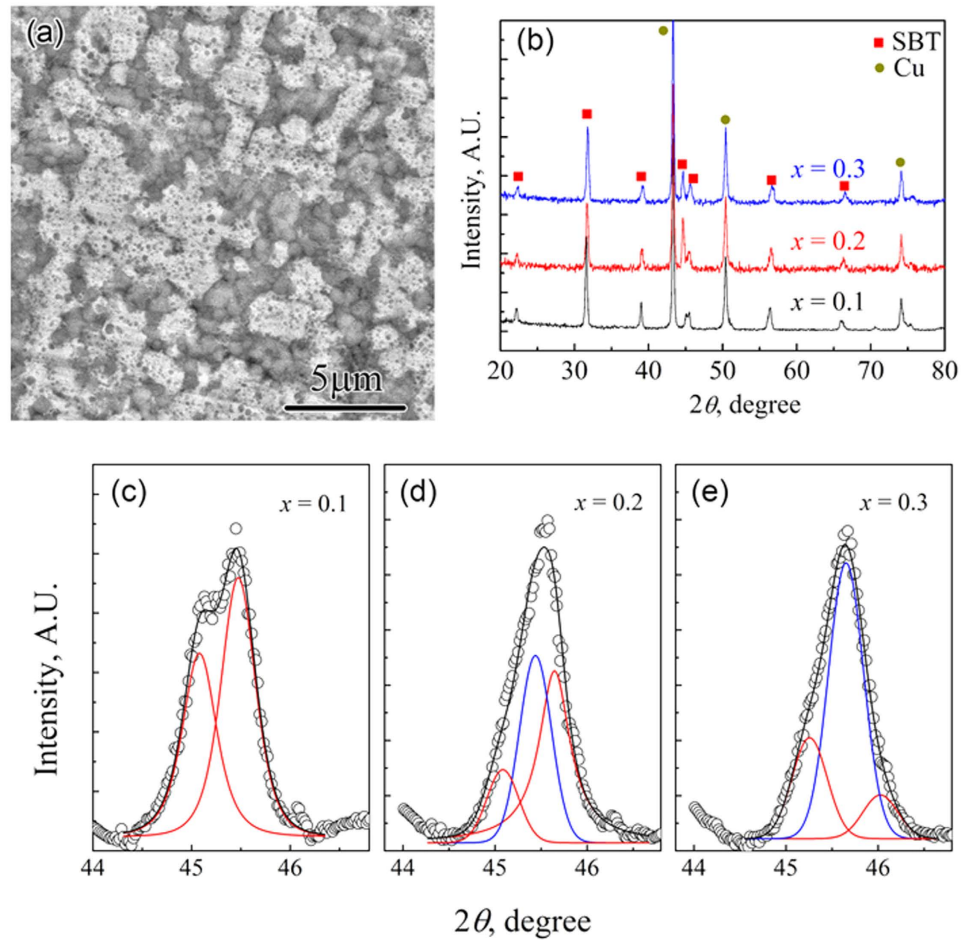 (a)
5μm
(b)
SBT
Cu
x = 0.3
x = 0.2
x = 0.1
Intensity, A.U.
20 30 40 50 60 70 80
2θ, degree
(c)
x = 0.1
(d)
x = 0.2
(e)
x = 0.3
Intensity, A.U.
44 45 46
44 45 46
44 45 46
2θ, degree